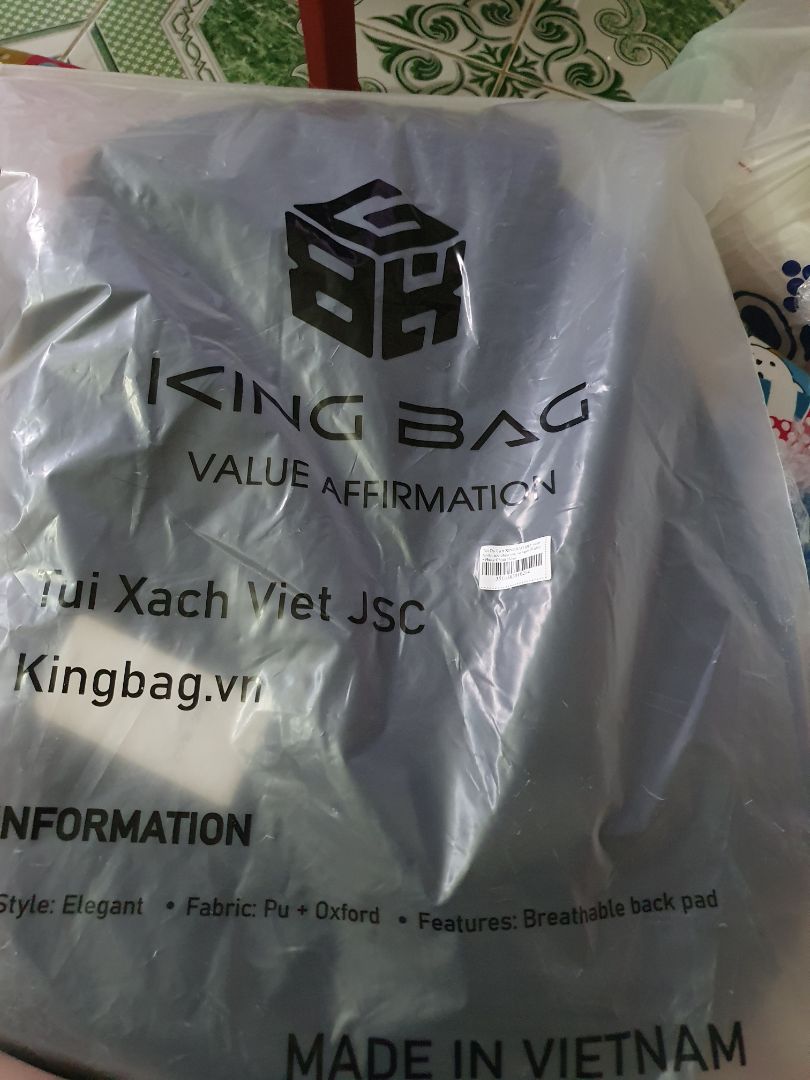 KING BAG
VALUE AFFIRMATION
Tui Xach Viet JSC
Kingbag.vn
INFORMATION
Style: Elegant • Fabric: Pu + Oxford • Features: Breathable back pad
MADE IN VIETNAM